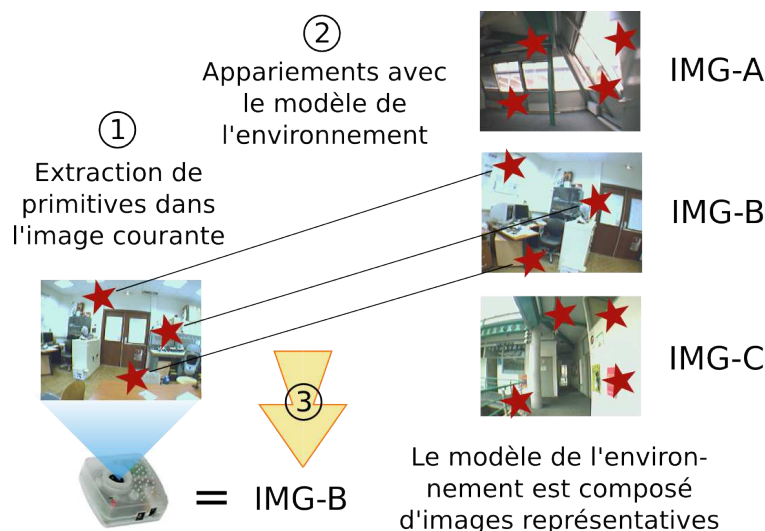 ①
Extraction de
primitives dans
l'image courante
②
Appariements avec
le modèle de
l'environnement
IMG-A
IMG-B
IMG-C
③
= IMG-B
Le modèle de l'environ-
nement est composé
d'images représentatives